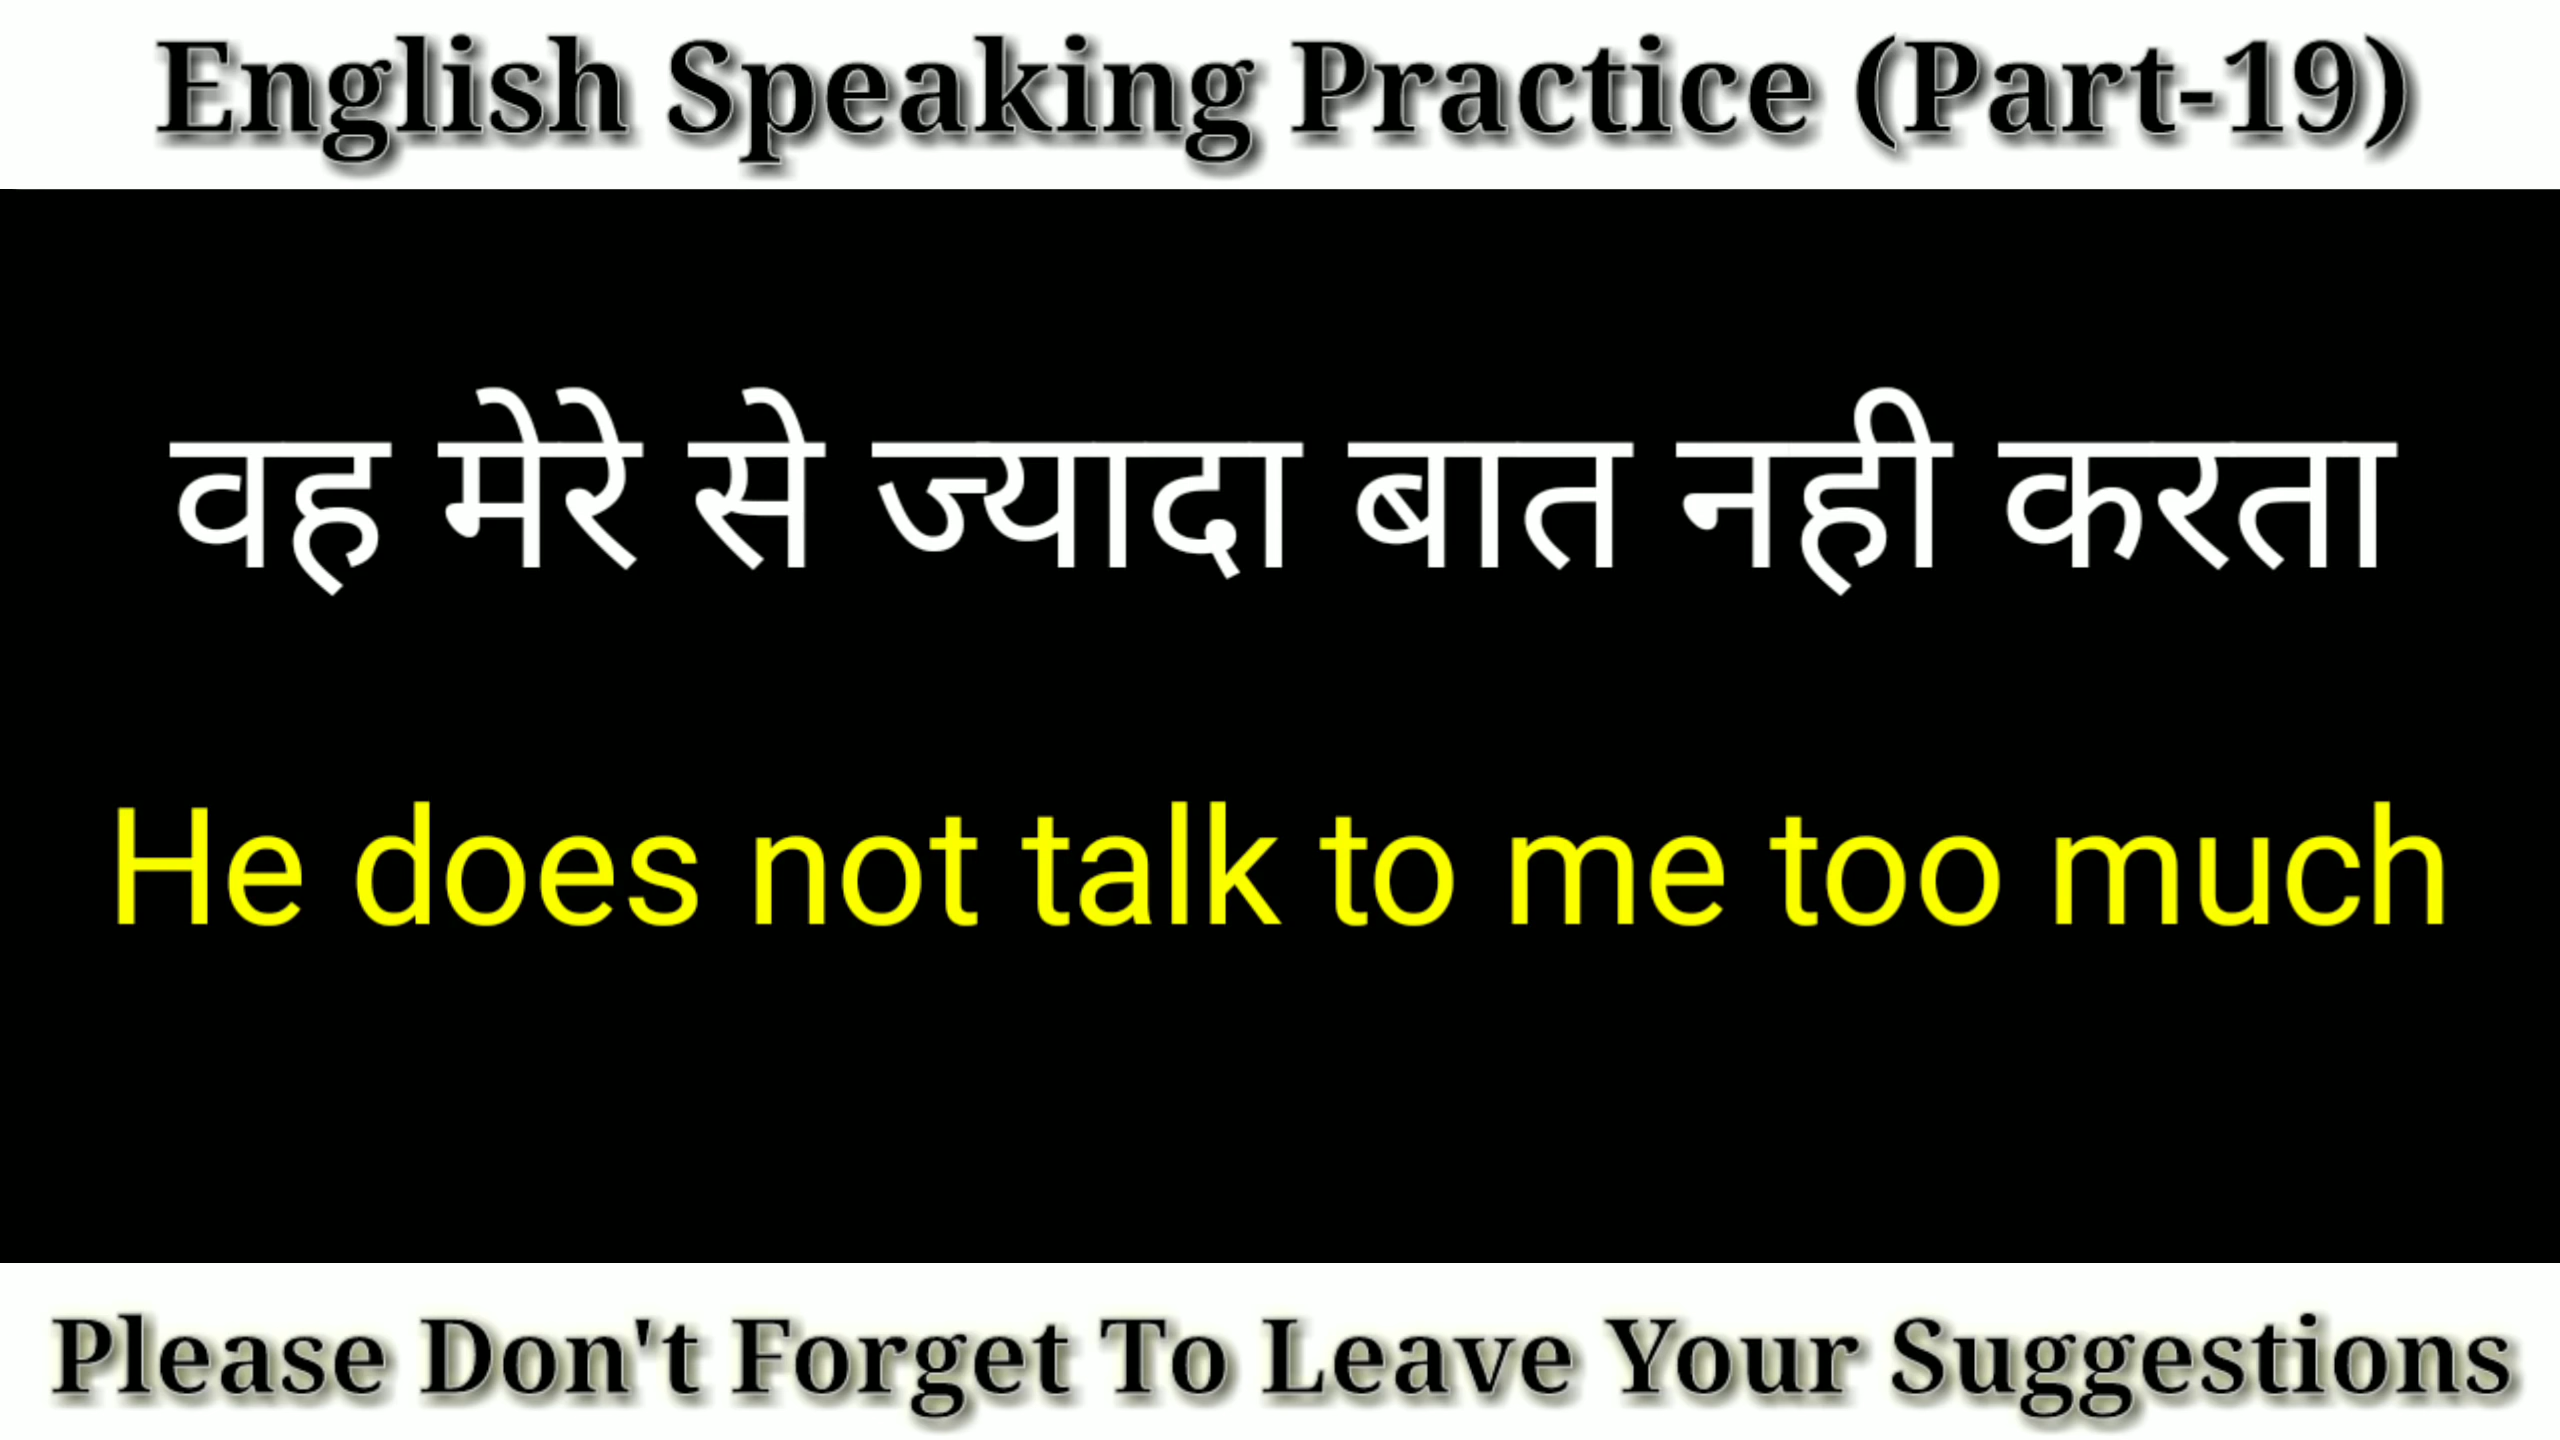 English Speaking Practice (Part-19)
वह मेरे से ज्यादा बात नही करता
He does not talk to me too much
Please Don't Forget To Leave Your Suggestions